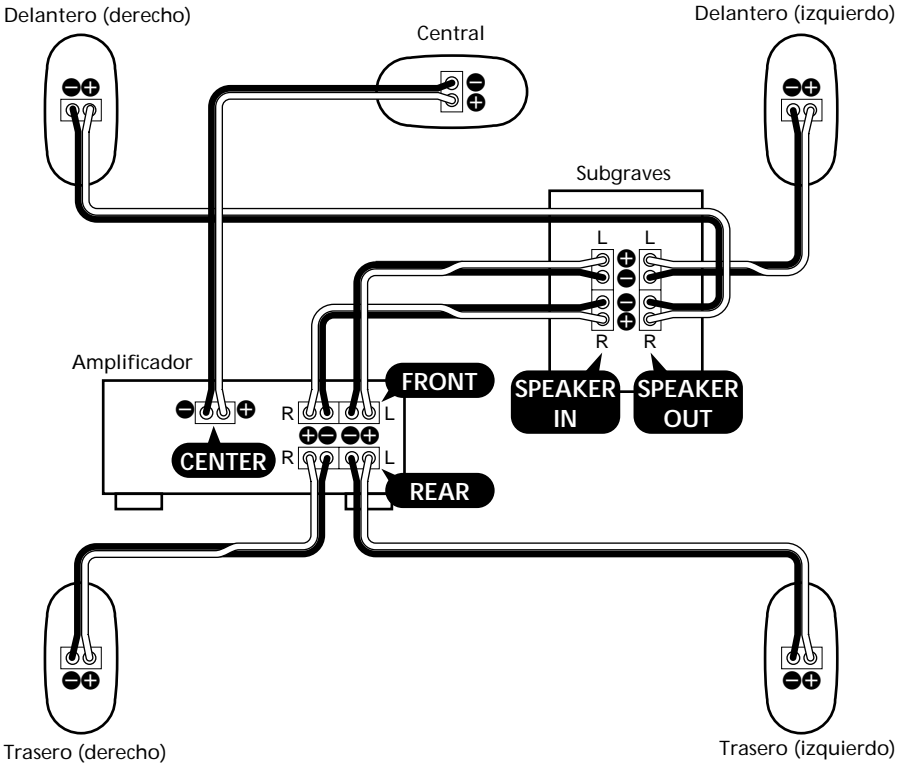 Delantero (derecho)
Delantero (izquierdo)
Central
Subgraves
L L
R R
SPEAKER
IN
SPEAKER
OUT
Amplificador
FRONT
R L
CENTER
R L
REAR
Trasero (derecho)
Trasero (izquierdo)